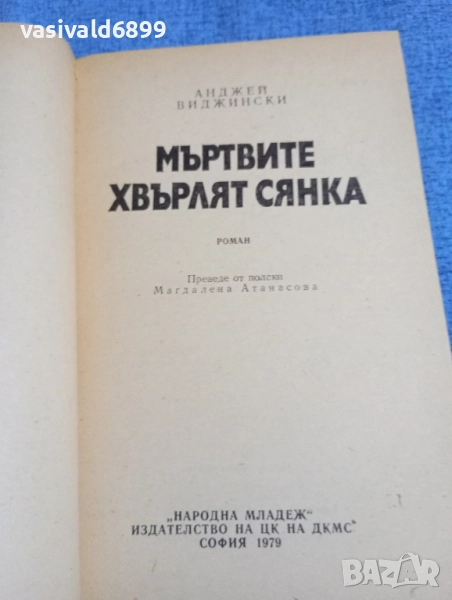 vasivald6899
АНДЖЕЙ
ВИДЖИНСКИ
МЪРТВИТЕ
ХВЪРЛЯТ СЯНКА
РОМАН
Преведе от полски
Магдалена Атанасова
„НАРОДНА МЛАДЕЖ“
ИЗДАТЕЛСТВО НА ЦК НА ДКМС
СОФИЯ 1979
BAZAR